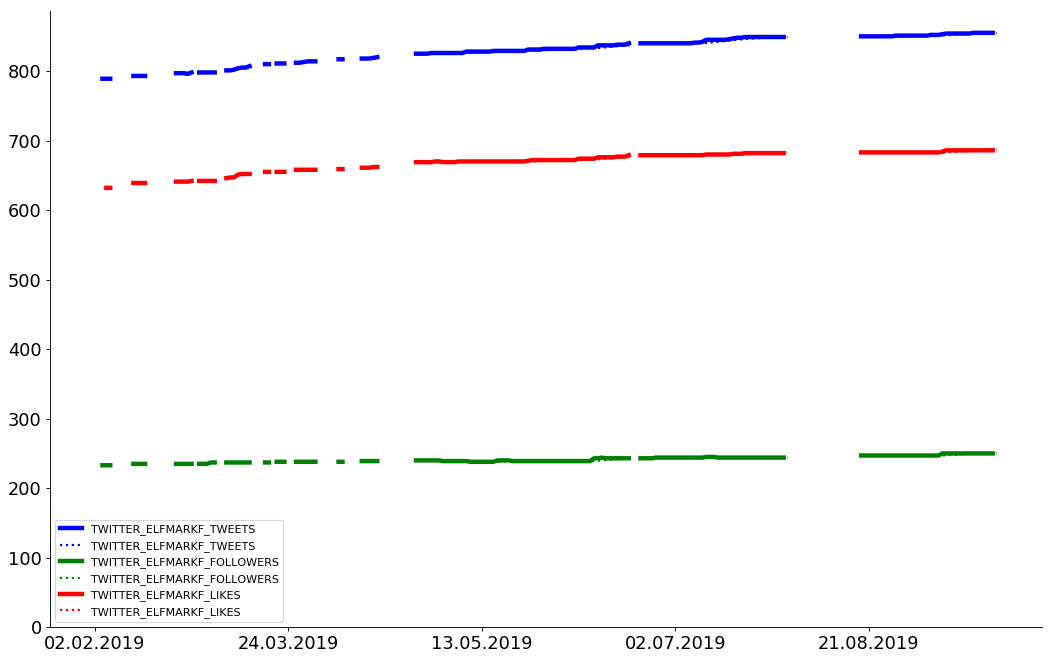 800
700
600
500
400
300
200
100
0
TWITTER_ELFMARKF_TWEETS
TWITTER_ELFMARKF_TWEETS
TWITTER_ELFMARKF_FOLLOWERS
TWITTER_ELFMARKF_FOLLOWERS
TWITTER_ELFMARKF_LIKES
TWITTER_ELFMARKF_LIKES
02.02.2019 24.03.2019 13.05.2019 02.07.2019 21.08.2019